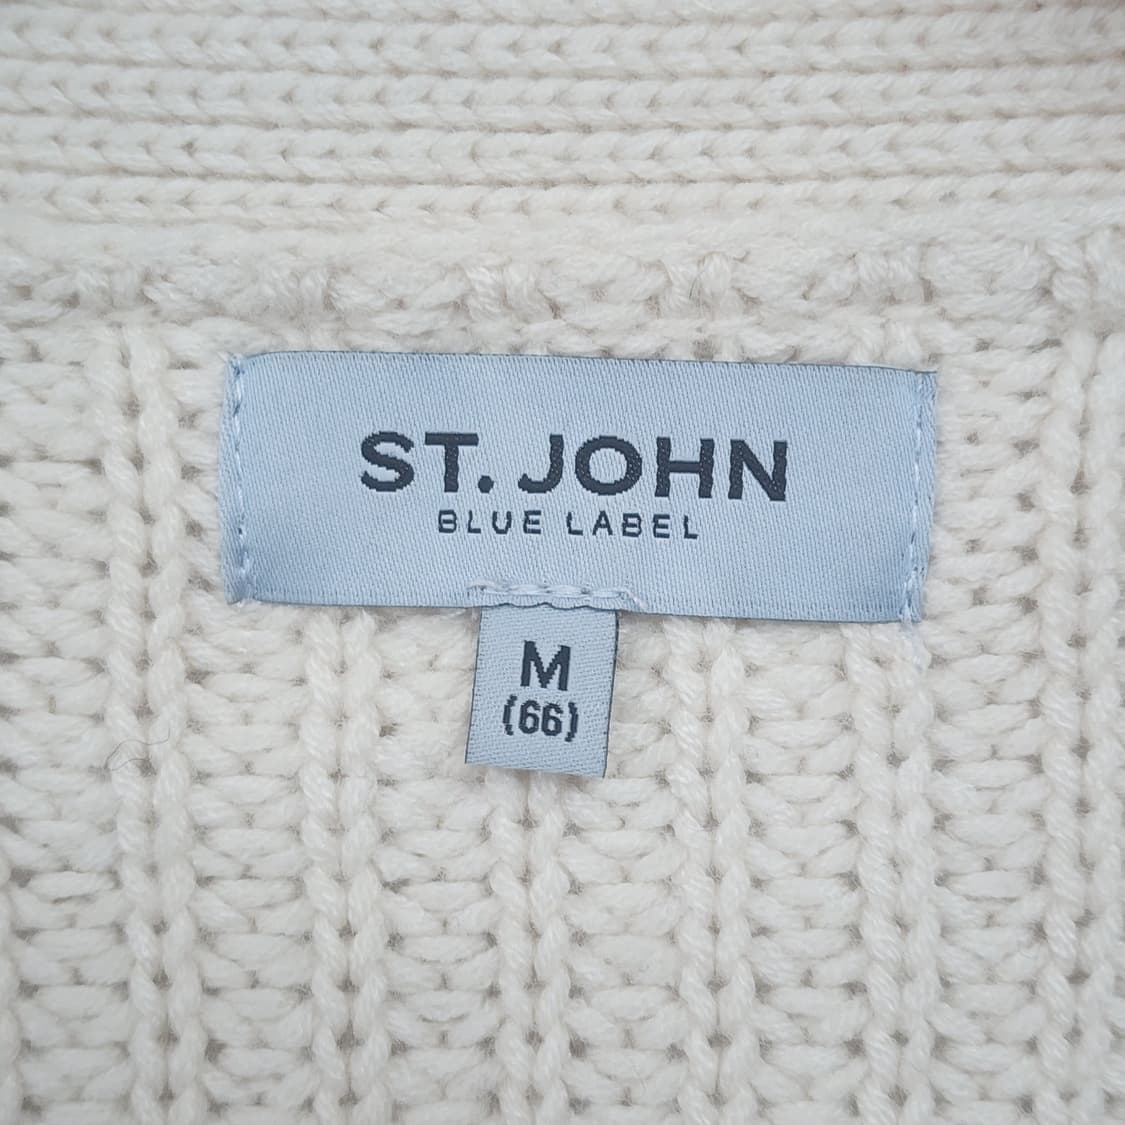 ST. JOHN
BLUE LABEL
M
(66)